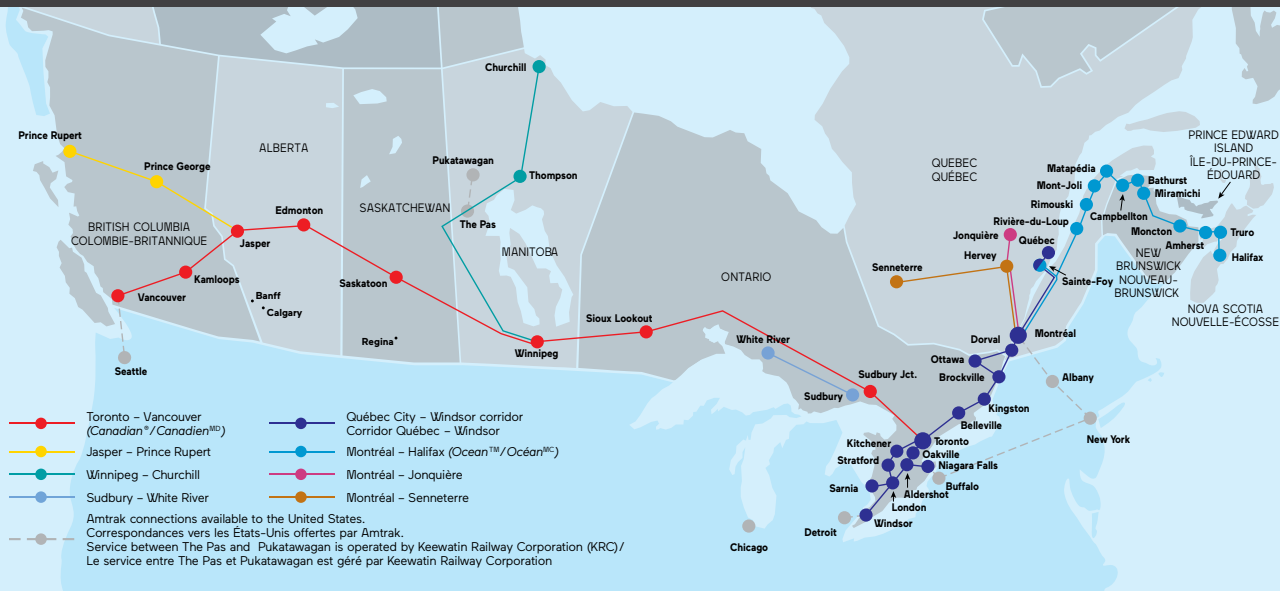 Churchill
Prince Rupert
Prince George
ALBERTA
Pukatawagan
Thompson
SASKATCHEWAN
The Pas
Edmonton
BRITISH COLUMBIA
COLOMBIE-BRITANNIQUE
Jasper
MANITOBA
Kamloops
Saskatoon
Vancouver
Banff
Calgary
Regina
Winnipeg
Sioux Lookout
ONTARIO
Seattle
White River
Sudbury Jct.
Sudbury
QUEBEC
QUÉBEC
PRINCE EDWARD
ISLAND
ÎLE-DU-PRINCE-
ÉDOUARD
Matapédia
Mont-Joli
Rimouski
Rivière-du-Loup
Bathurst
Miramichi
Campbellton
Moncton
Amherst
Truro
Halifax
Jonquière
Québec
Hervey
Senneterre
Sainte-Foy
NEW
BRUNSWICK
NOUVEAU-
BRUNSWICK
NOVA SCOTIA
NOUVELLE-ÉCOSSE
Dorval
Montréal
Ottawa
Brockville
Albany
Kingston
Belleville
New York
Kitchener
Toronto
Oakville
Stratford
Niagara Falls
Sarnia
Buffalo
Aldershot
London
Windsor
Detroit
Chicago
Toronto – Vancouver
(Canadian®/Canadien MD)
Jasper – Prince Rupert
Winnipeg – Churchill
Sudbury – White River
Québec City – Windsor corridor
Corridor Québec – Windsor
Montréal – Halifax (Ocean™/Océan MC)
Montréal – Jonquière
Montréal – Senneterre
Amtrak connections available to the United States.
Correspondances vers les États-Unis offertes par Amtrak.
Service between The Pas and Pukatawagan is operated by Keewatin Railway Corporation (KRC)/
Le service entre The Pas et Pukatawagan est géré par Keewatin Railway Corporation